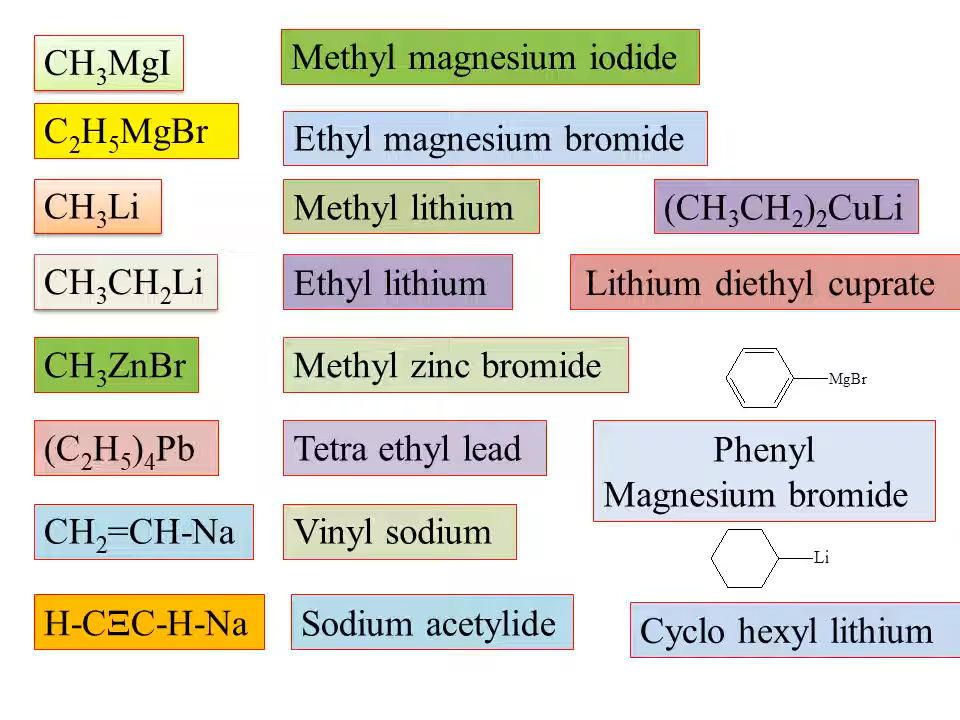 CH₃MgI
Methyl magnesium iodide
C₂H₅MgBr
Ethyl magnesium bromide
CH₃Li
Methyl lithium
(CH₃CH₂)₂CuLi
CH₃CH₂Li
Ethyl lithium
Lithium diethyl cuprate
CH₃ZnBr
Methyl zinc bromide
MgBr
(C₂H₅)₄Pb
Tetra ethyl lead
Phenyl
Magnesium bromide
CH₂=CH-Na
Vinyl sodium
Li
H-CΞC-H-Na
Sodium acetylide
Cyclo hexyl lithium